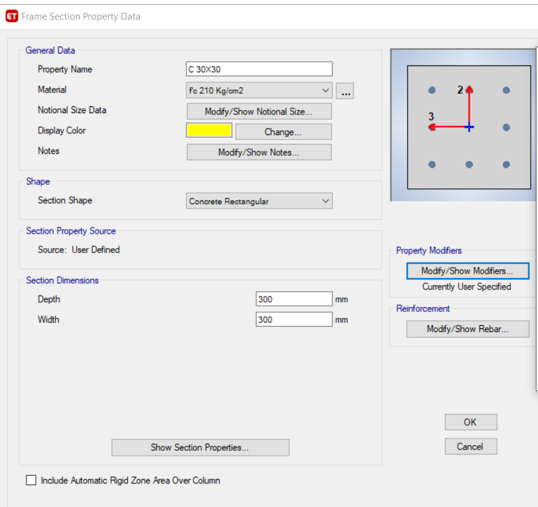 ET Frame Section Property Data
General Data
Property Name C 30X30
Material f'c 210 Kg/cm2 ...
Notional Size Data Modify/Show Notional Size...
Display Color Change...
Notes Modify/Show Notes...
Shape
Section Shape Concrete Rectangular
Section Property Source
Source: User Defined
Section Dimensions
Depth 300 mm
Width 300 mm
Show Section Properties...
Include Automatic Rigid Zone Area Over Column
2
3
Property Modifiers
Modify/Show Modifiers...
Currently User Specified
Reinforcement
Modify/Show Rebar...
OK
Cancel